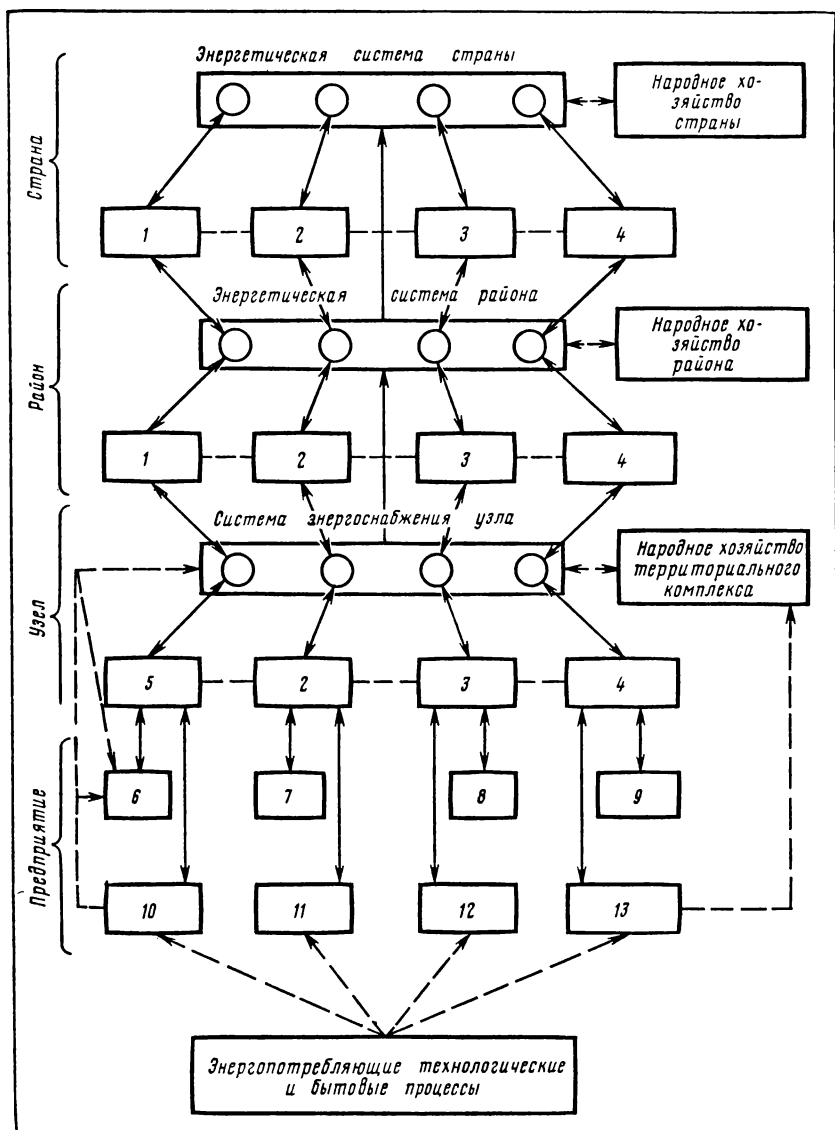 Энергетическая система страны
Народное хо-
зяйство
страны
Страна
1
2
3
4
Энергетическая система района
Народное хо-
зяйство
района
Район
1
2
3
4
Система энергоснабжения узла
Народное хозяйство
территориального
комплекса
Узел
5
2
3
4
Предприятие
6
7
8
9
10
11
12
13
Энергопотребляющие технологические
и бытовые процессы